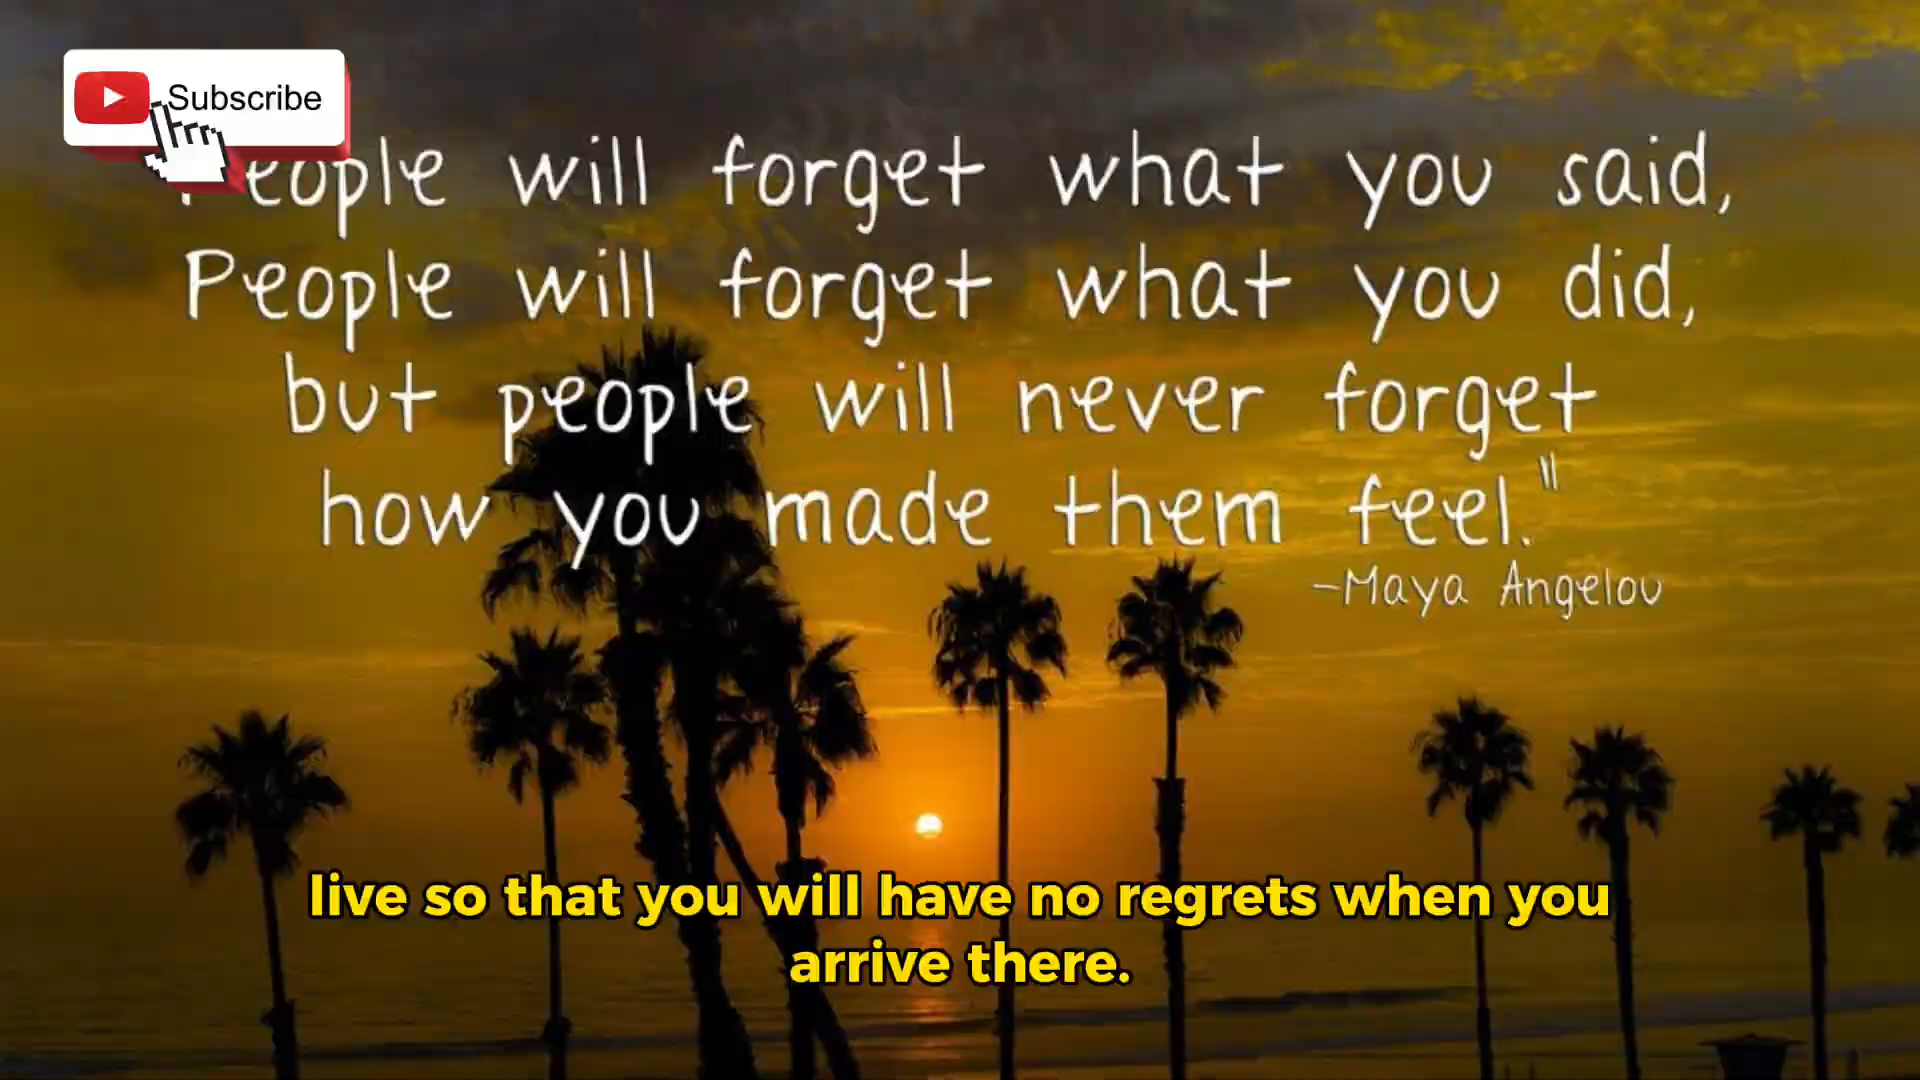 Subscribe
will forget what you said,
People will forget what you did,
but people will never forget
how you made them feel."
-Maya Angelou
live so that you will have no regrets when you
arrive there.